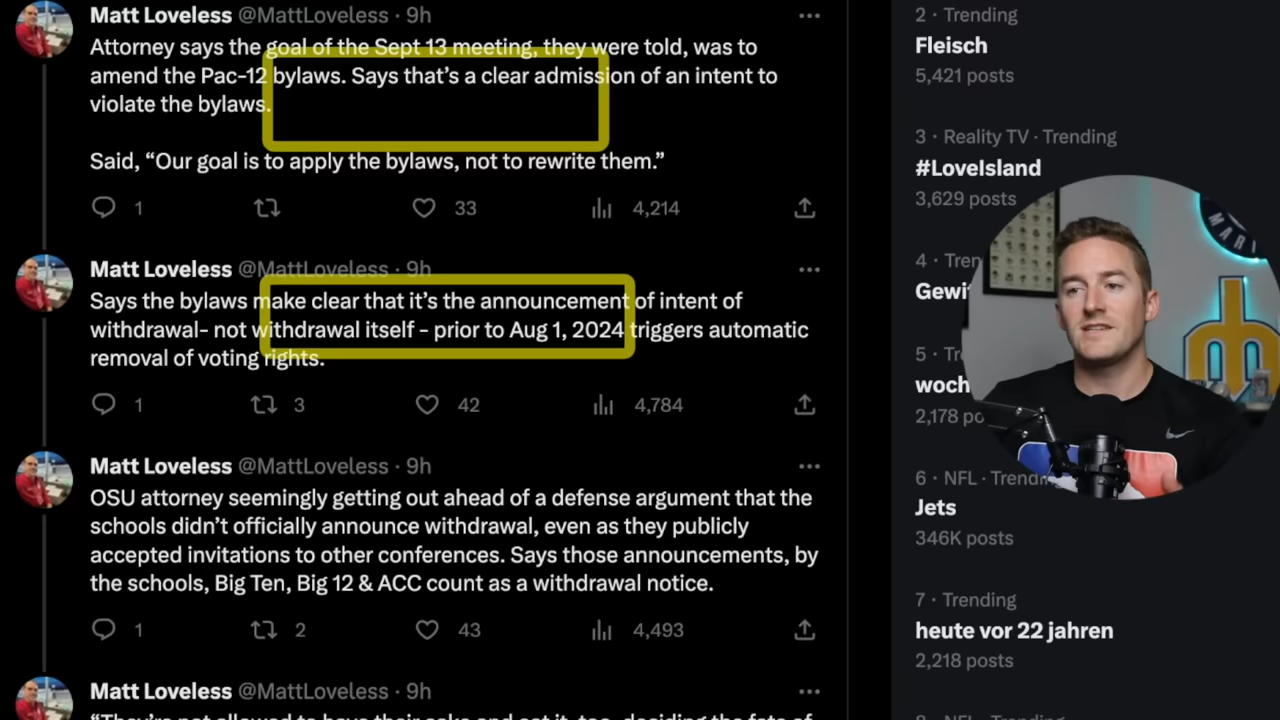 Matt Loveless @MattLoveless · 9h
Attorney says the goal of the Sept 13 meeting, they were told, was to
amend the Pac-12 bylaws. Says that's a clear admission of an intent to
violate the bylaws.
Said, “Our goal is to apply the bylaws, not to rewrite them.”
1 33 4,214
Matt Loveless @MattLoveless · 9h
Says the bylaws make clear that it's the announcement of intent of
withdrawal- not withdrawal itself - prior to Aug 1, 2024 triggers automatic
removal of voting rights.
1 3 42 4,784
Matt Loveless @MattLoveless · 9h
OSU attorney seemingly getting out ahead of a defense argument that the
schools didn't officially announce withdrawal, even as they publicly
accepted invitations to other conferences. Says those announcements, by
the schools, Big Ten, Big 12 & ACC count as a withdrawal notice.
1 2 43 4,493
Matt Loveless @MattLoveless · 9h
2 · Trending
Fleisch
5,421 posts
3 · Reality TV · Trending
#LoveIsland
3,629 posts
4 · Tren
Gewi
5 · Tr
woch
2,178 po
6 · NFL · Trendin
Jets
346K posts
7 · Trending
heute vor 22 jahren
2,218 posts
MARI